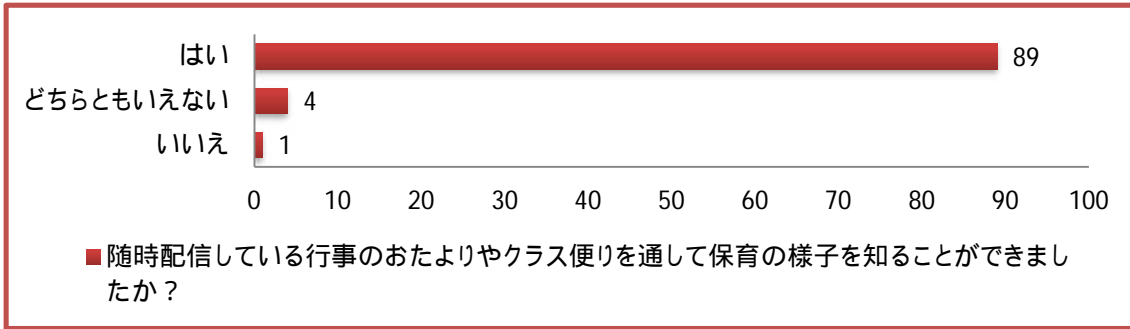 はい 89
どちらともいえない 4
いいえ 1
0 10 20 30 40 50 60 70 80 90 100
随時配信している行事のおたよりやクラス便りを通して保育の様子を知ることができまし
たか？